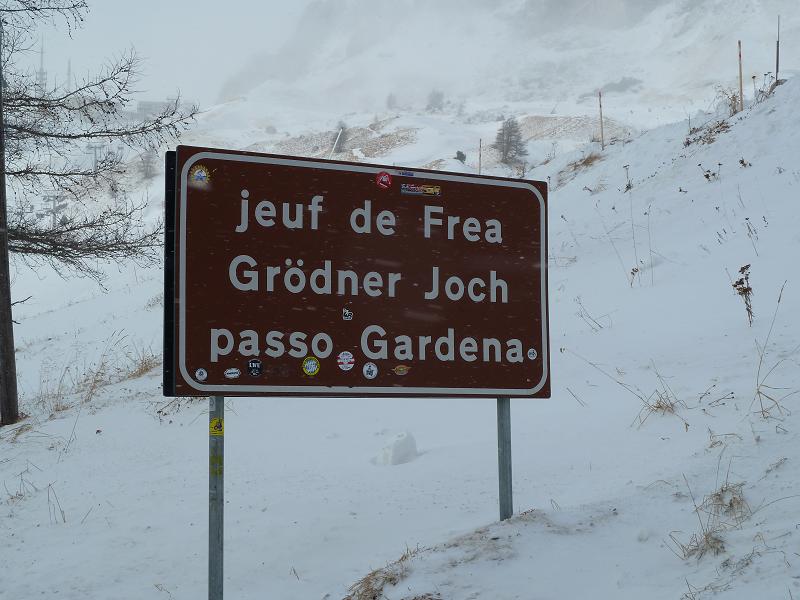 jeuf de Frea
Grödner Joch
passo Gardena